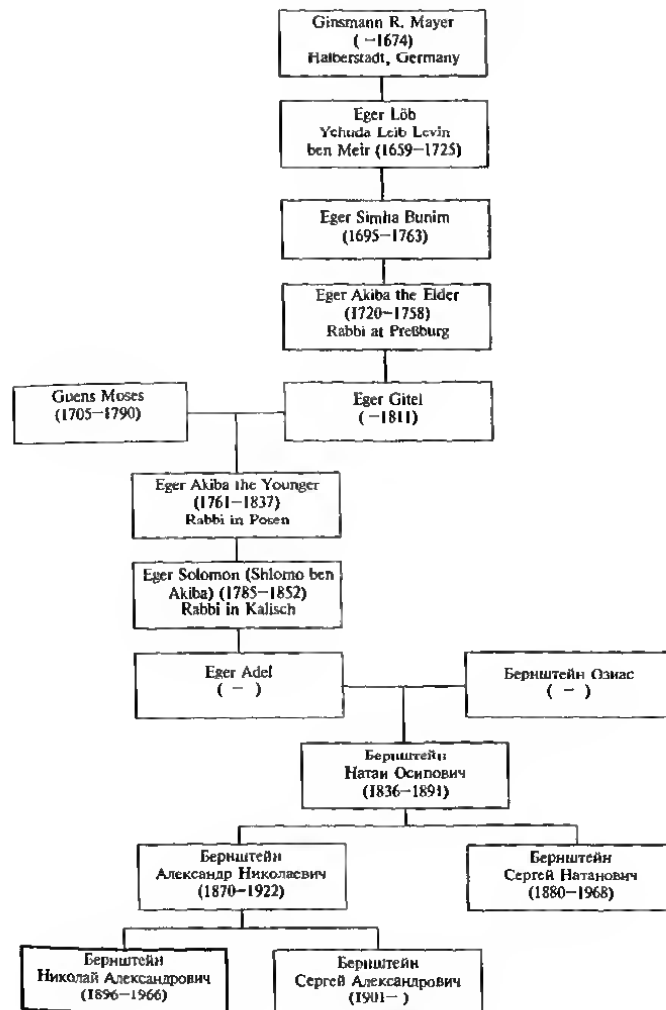 Ginsmann R. Mayer
( –1674)
Halberstadt, Germany
Eger Löb
Yehuda Leib Levin
ben Meir (1659–1725)
Eger Simha Bunim
(1695–1763)
Eger Akiba the Elder
(1720–1758)
Rabbi at Preßburg
Guens Moses
(1705–1790)
Eger Gitel
( –1811)
Eger Akiba the Younger
(1761–1837)
Rabbi in Posen
Eger Solomon (Shlomo ben
Akiba) (1785–1852)
Rabbi in Kalisch
Eger Adel
( – )
Бернштейн Озиас
( – )
Бернштейн
Натан Осипович
(1836–1891)
Бернштейн
Александр Николаевич
(1870–1922)
Бернштейн
Сергей Натанович
(1880–1968)
Бернштейн
Николай Александрович
(1896–1966)
Бернштейн
Сергей Александрович
(1901– )